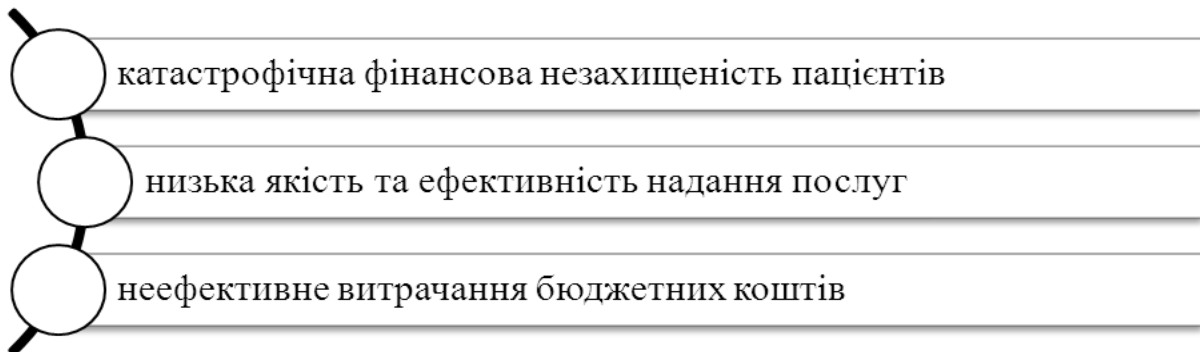 катастрофічна фінансова незахищеність пацієнтів
низька якість та ефективність надання послуг
неефективне витрачання бюджетних коштів